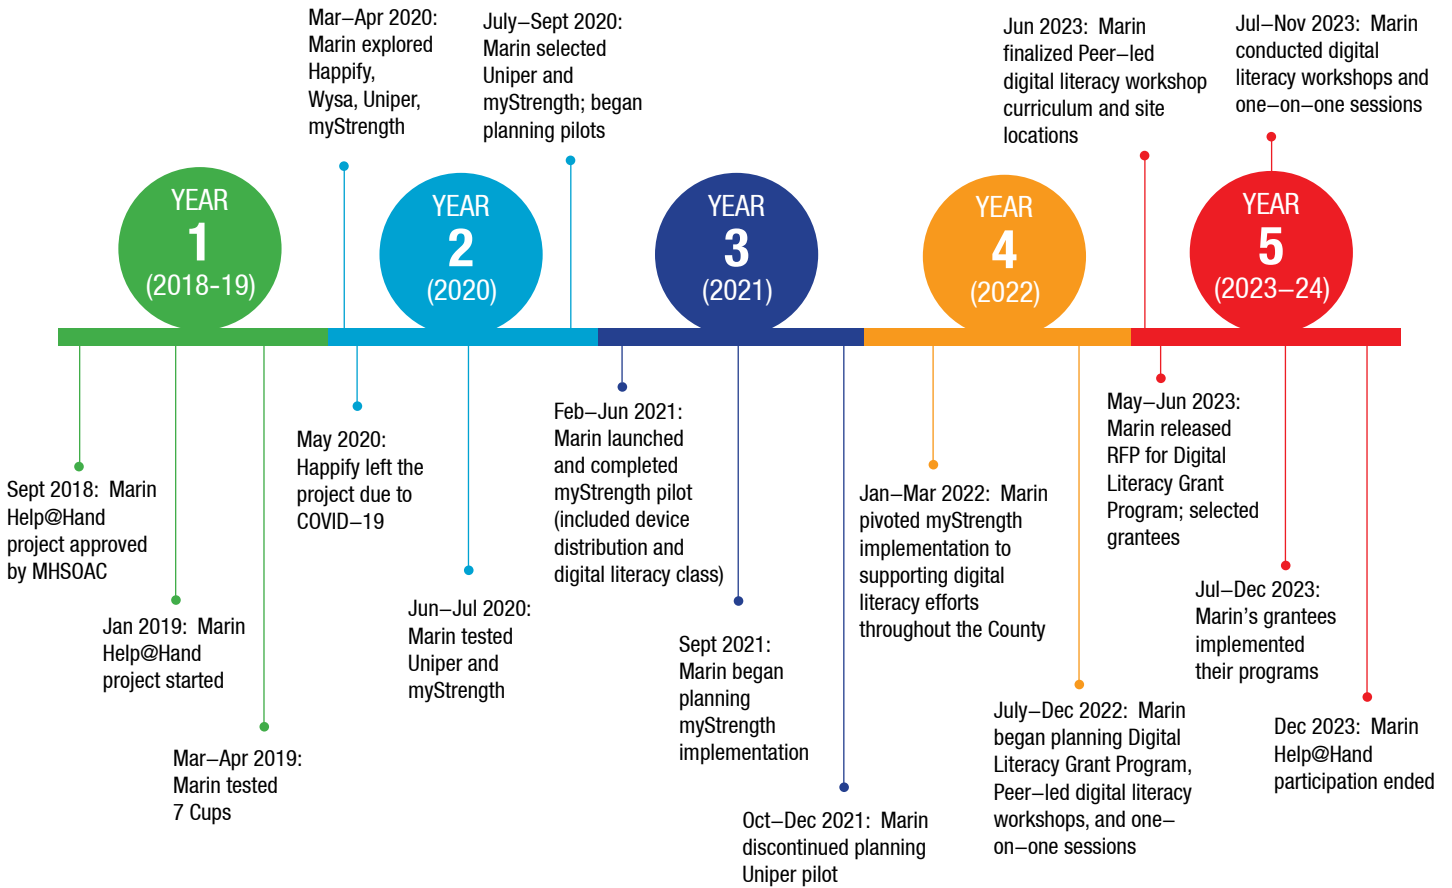 Mar–Apr 2020:
Marin explored
Happify,
Wysa, Uniper,
myStrength
July–Sept 2020:
Marin selected
Uniper and
myStrength; began
planning pilots
Jun 2023: Marin
finalized Peer–led
digital literacy workshop
curriculum and site
locations
Jul–Nov 2023: Marin
conducted digital
literacy workshops and
one–on–one sessions
YEAR
1
(2018-19)
YEAR
2
(2020)
YEAR
3
(2021)
YEAR
4
(2022)
YEAR
5
(2023–24)
Sept 2018: Marin
Help@Hand
project approved
by MHSOAC
Jan 2019: Marin
Help@Hand
project started
Mar–Apr 2019:
Marin tested
7 Cups
May 2020:
Happify left the
project due to
COVID–19
Jun–Jul 2020:
Marin tested
Uniper and
myStrength
Feb–Jun 2021:
Marin launched
and completed
myStrength pilot
(included device
distribution and
digital literacy class)
Sept 2021:
Marin began
planning
myStrength
implementation
Oct–Dec 2021: Marin
discontinued planning
Uniper pilot
Jan–Mar 2022: Marin
pivoted myStrength
implementation to
supporting digital
literacy efforts
throughout the County
July–Dec 2022: Marin
began planning Digital
Literacy Grant Program,
Peer–led digital literacy
workshops, and one–
on–one sessions
May–Jun 2023:
Marin released
RFP for Digital
Literacy Grant
Program; selected
grantees
Jul–Dec 2023:
Marin's grantees
implemented
their programs
Dec 2023: Marin
Help@Hand
participation ended